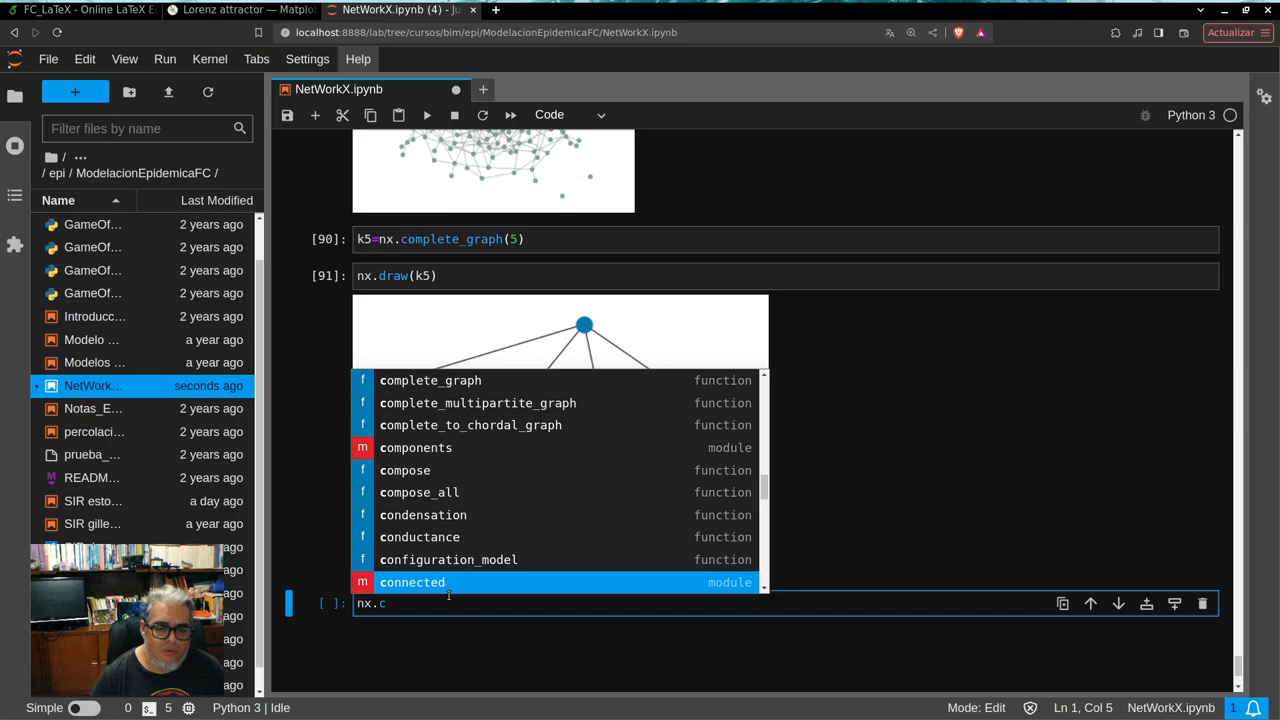 FC_LaTeX - Online LaTeX E
Lorenz attractor — Matplot
NetWorkX.ipynb (4) - Ju
localhost:8888/lab/tree/cursos/bim/epi/ModelacionEpidemicaFC/NetWorkX.ipynb
Actualizar
File Edit View Run Kernel Tabs Settings Help
NetWorkX.ipynb
Filter files by name
Code
Python 3
/ ...
/ epi / ModelacionEpidemicaFC /
Name Last Modified
GameOf... 2 years ago
GameOf... 2 years ago
GameOf... 2 years ago
GameOf... 2 years ago
Introducc... 2 years ago
Modelo ... a year ago
Modelos ... a year ago
NetWork... seconds ago
Notas_E... 2 years ago
percolaci... 2 years ago
prueba_... 2 years ago
READM... 2 years ago
SIR esto... a day ago
SIR gille... a year ago
ago
ago
ago
ago
ago
ago
ago
[90]: k5=nx.complete_graph(5)
[91]: nx.draw(k5)
f complete_graph function
f complete_multipartite_graph function
f complete_to_chordal_graph function
m components module
f compose function
f compose_all function
f condensation function
f conductance function
f configuration_model function
m connected module
[ ]: nx.c
Simple 0 5 Python 3 | Idle
Mode: Edit Ln 1, Col 5 NetWorkX.ipynb 1